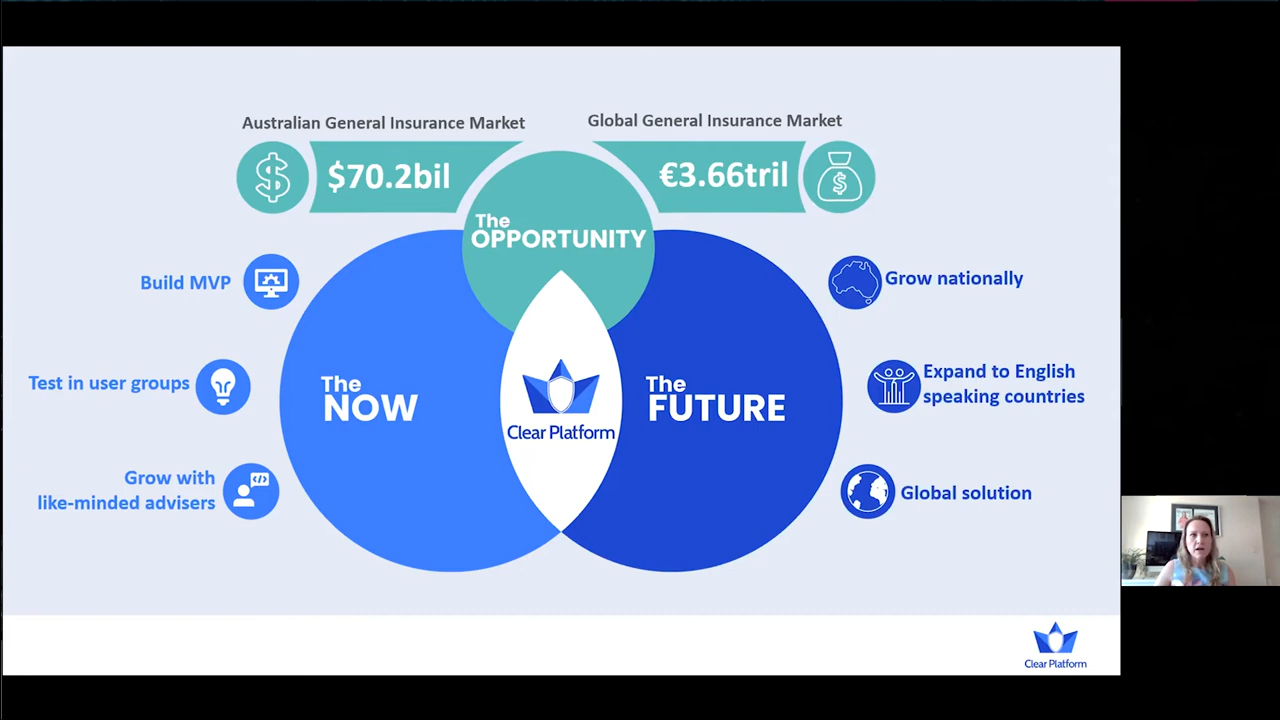 Australian General Insurance Market
Global General Insurance Market
$70.2bil
€3.66tril
The
OPPORTUNITY
Build MVP
Grow nationally
Test in user groups
The
NOW
The
FUTURE
Expand to English
speaking countries
Clear Platform
Grow with
like-minded advisers
Global solution
Clear Platform